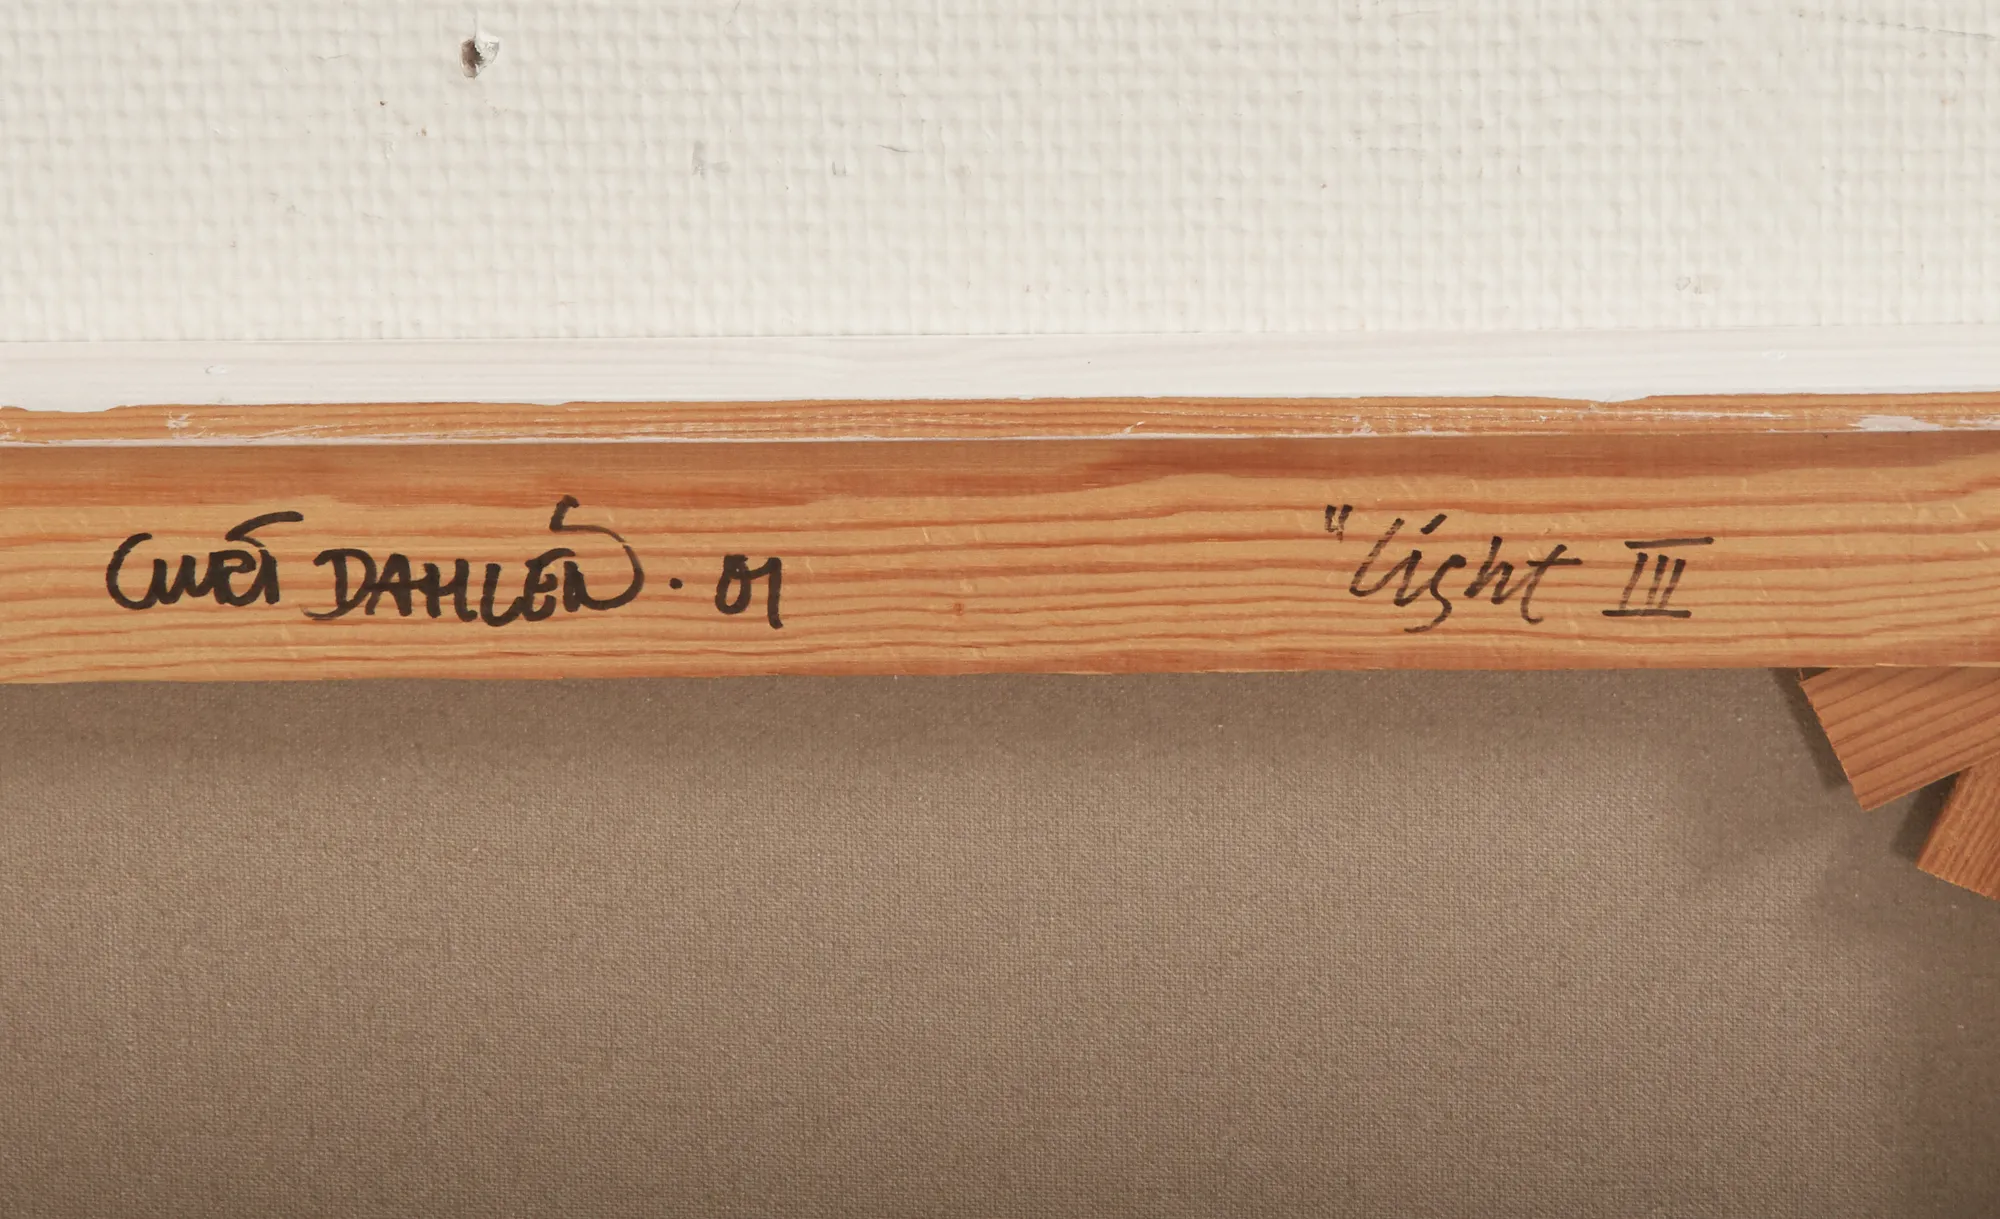 CURT DAHLÉN · 01 "Light III